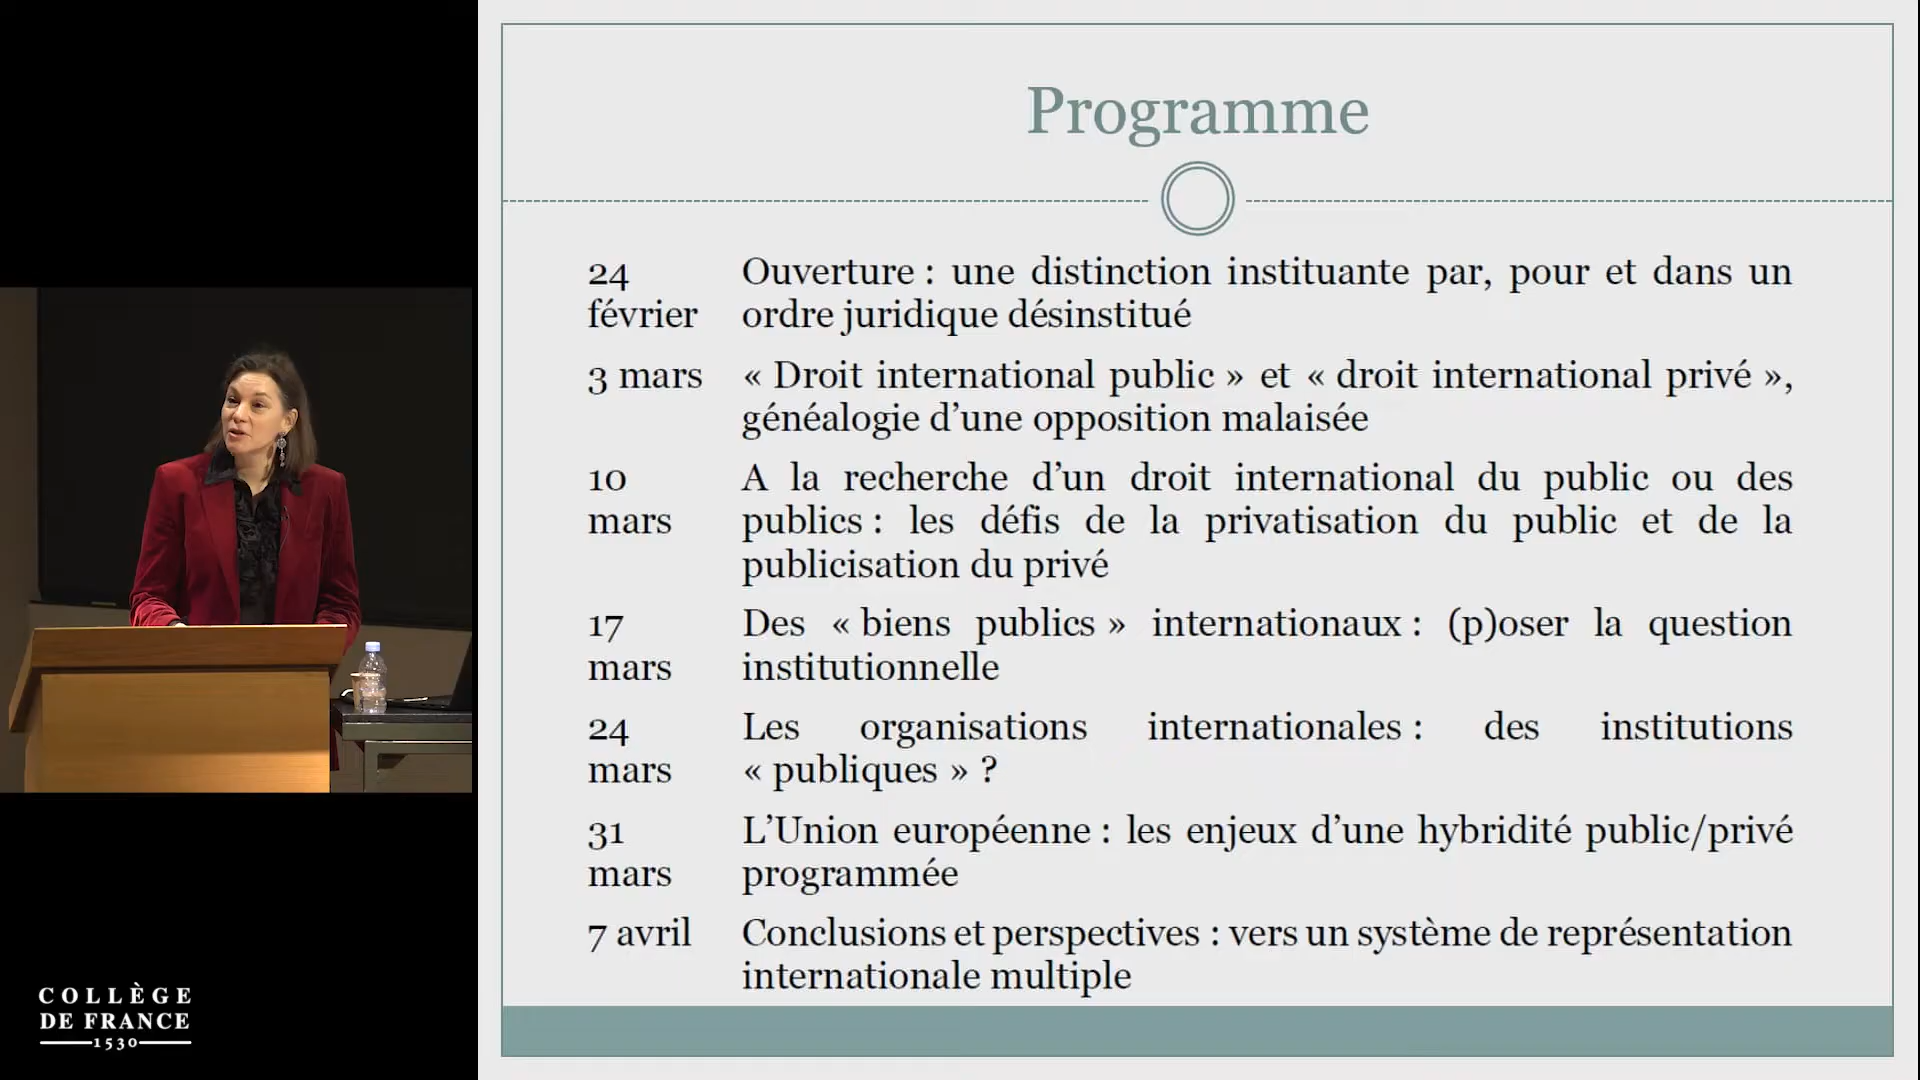 Programme
24 Ouverture : une distinction instituante par, pour et dans un
février ordre juridique désinstitué
3 mars « Droit international public » et « droit international privé »,
généalogie d’une opposition malaisée
10 A la recherche d’un droit international du public ou des
mars publics : les défis de la privatisation du public et de la
publicisation du privé
17 Des « biens publics » internationaux : (p)oser la question
mars institutionnelle
24 Les organisations internationales : des institutions
mars « publiques » ?
31 L’Union européenne : les enjeux d’une hybridité public/privé
mars programmée
7 avril Conclusions et perspectives : vers un système de représentation
internationale multiple
COLLÈGE
DE FRANCE
1530